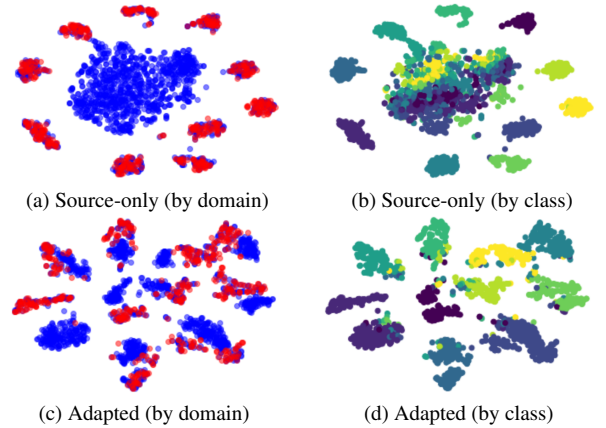 (a) Source-only (by domain)
(b) Source-only (by class)
(c) Adapted (by domain)
(d) Adapted (by class)